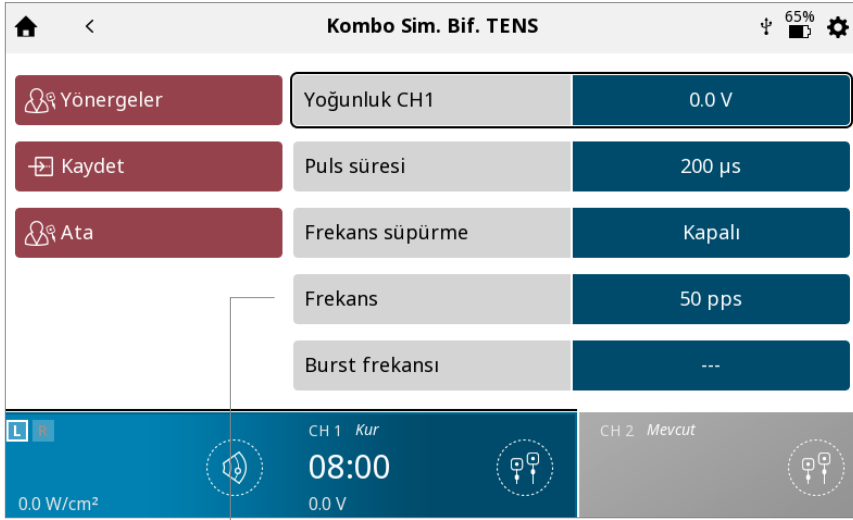 Kombo Sim. Bif. TENS
65%
Yönergeler
Yoğunluk CH1 0.0 V
Kaydet
Puls süresi 200 µs
Ata
Frekans süpürme Kapalı
Frekans 50 pps
Burst frekansı ---
L R
CH 1 Kur
CH 2 Mevcut
08:00
0.0 W/cm²
0.0 V